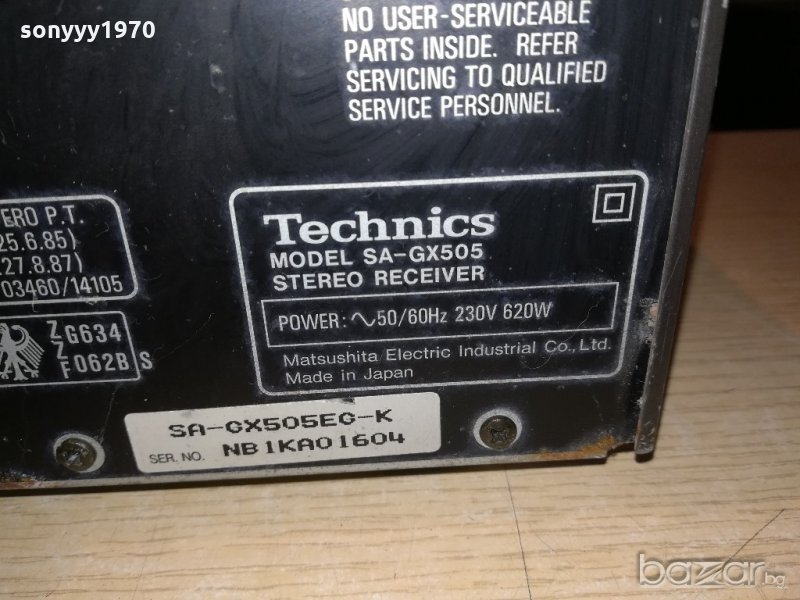 sonyyy1970
NO USER-SERVICEABLE
PARTS INSIDE. REFER
SERVICING TO QUALIFIED
SERVICE PERSONNEL.
ERO P.T.
25.6.85)
.27.8.87)
03460/14105
Z G634
Z
F 062B S
Technics
MODEL SA-GX505
STEREO RECEIVER
POWER: ∿50/60Hz 230V 620W
Matsushita Electric Industrial Co., Ltd.
Made in Japan
SA-GX505EG-K
SER. NO. NB1KA01604
bazar.bg